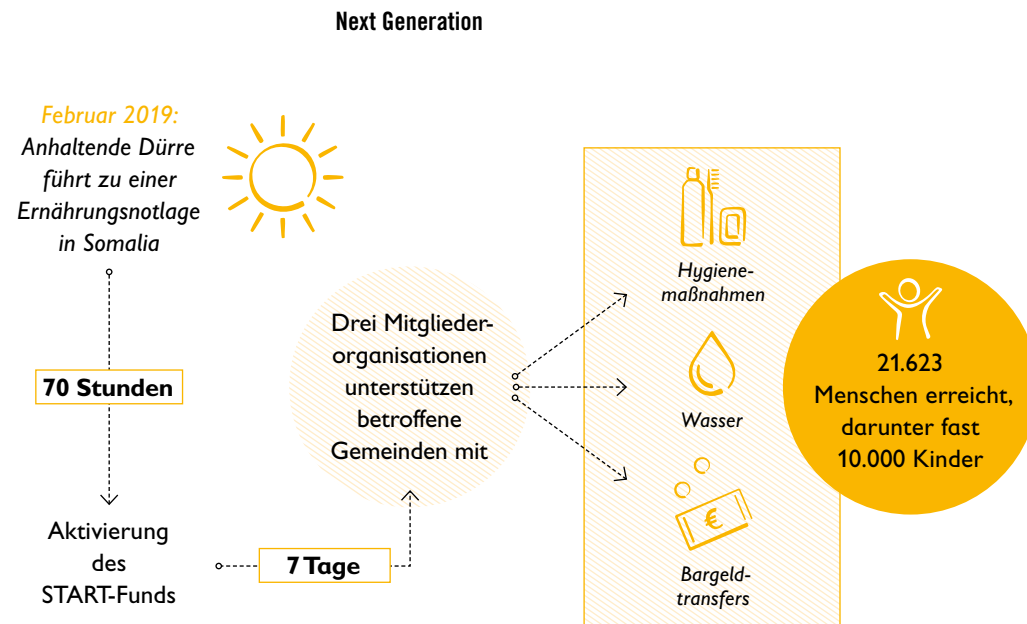 Next Generation
Februar 2019:
Anhaltende Dürre
führt zu einer
Ernährungsnotlage
in Somalia
70 Stunden
Aktivierung
des
START-Funds
7 Tage
Drei Mitglieder-
organisationen
unterstützen
betroffene
Gemeinden mit
Hygiene-
maßnahmen
Wasser
€
Bargeld-
transfers
21.623
Menschen erreicht,
darunter fast
10.000 Kinder